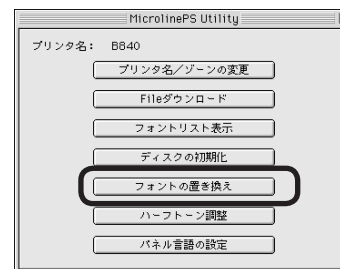 MicrolinePS Utility
プリンタ名： B840
プリンタ名／ゾーンの変更
Fileダウンロード
フォントリスト表示
ディスクの初期化
フォントの置き換え
ハーフトーン調整
パネル言語の設定